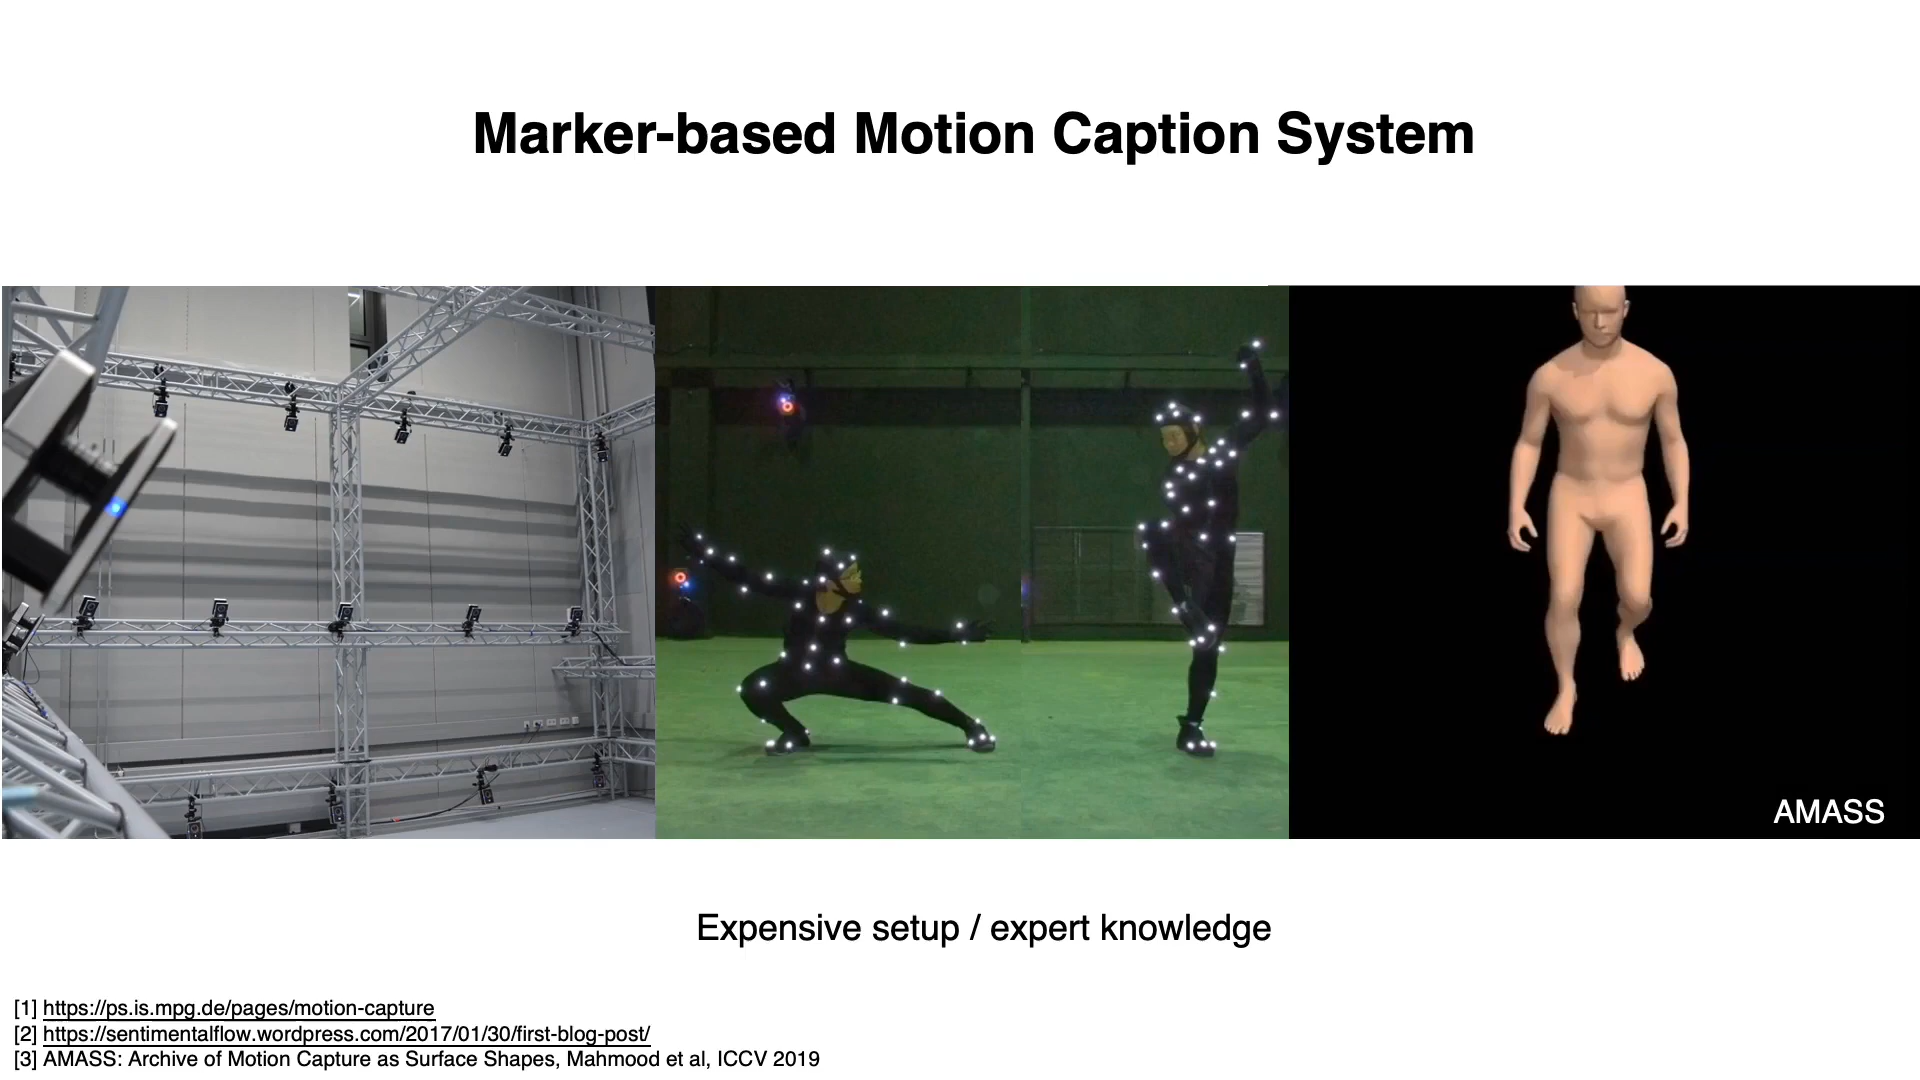 Marker-based Motion Caption System
AMASS
Expensive setup / expert knowledge
[1] https://ps.is.mpg.de/pages/motion-capture
[2] https://sentimentalflow.wordpress.com/2017/01/30/first-blog-post/
[3] AMASS: Archive of Motion Capture as Surface Shapes, Mahmood et al, ICCV 2019